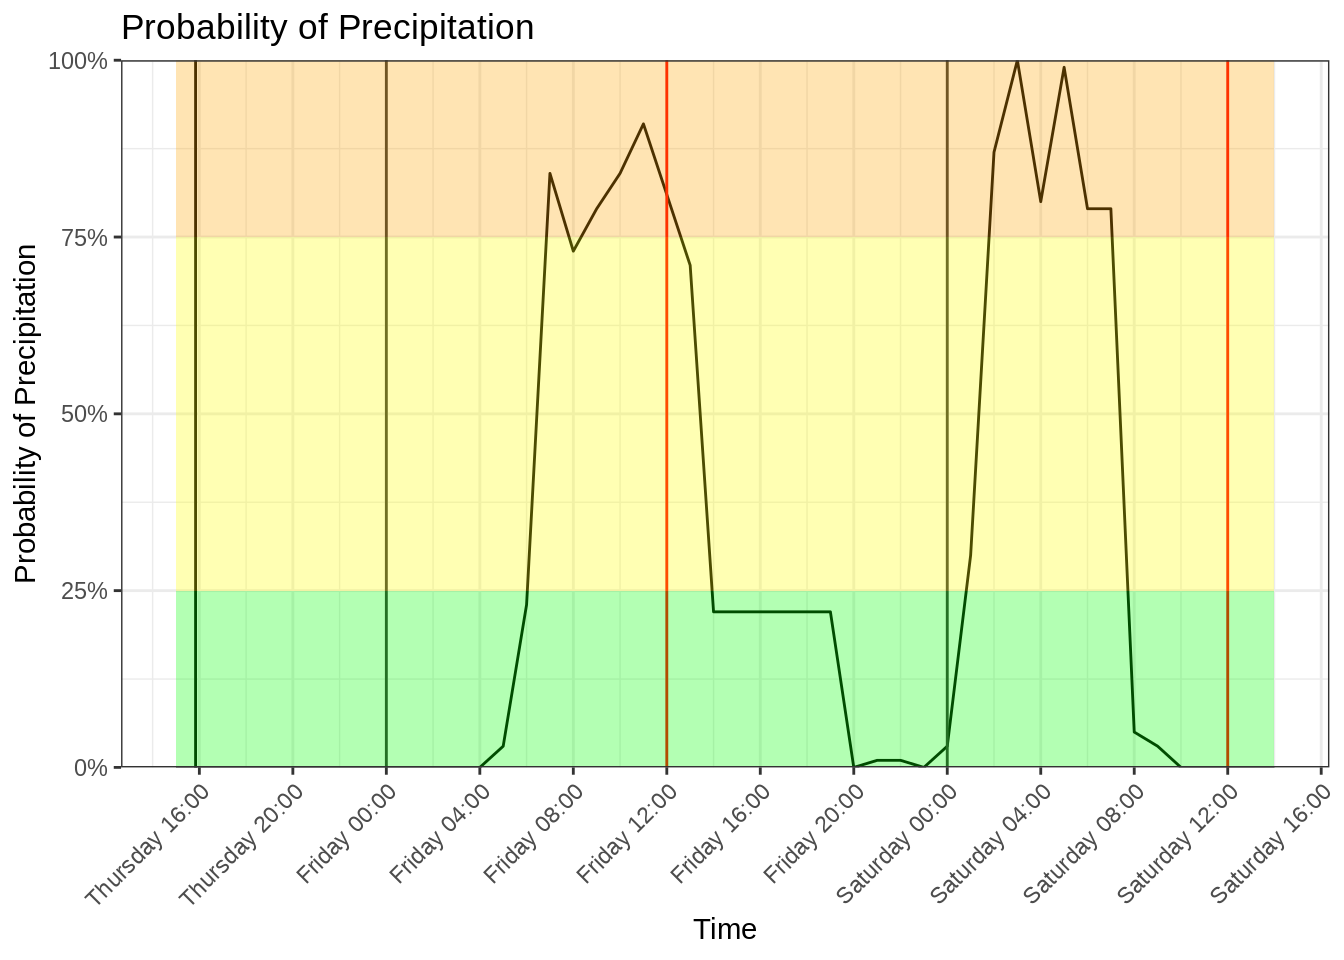 Probability of Precipitation
Probability of Precipitation
100%
75%
50%
25%
0%
Thursday 16:00
Thursday 20:00
Friday 00:00
Friday 04:00
Friday 08:00
Friday 12:00
Friday 16:00
Friday 20:00
Saturday 00:00
Saturday 04:00
Saturday 08:00
Saturday 12:00
Saturday 16:00
Time